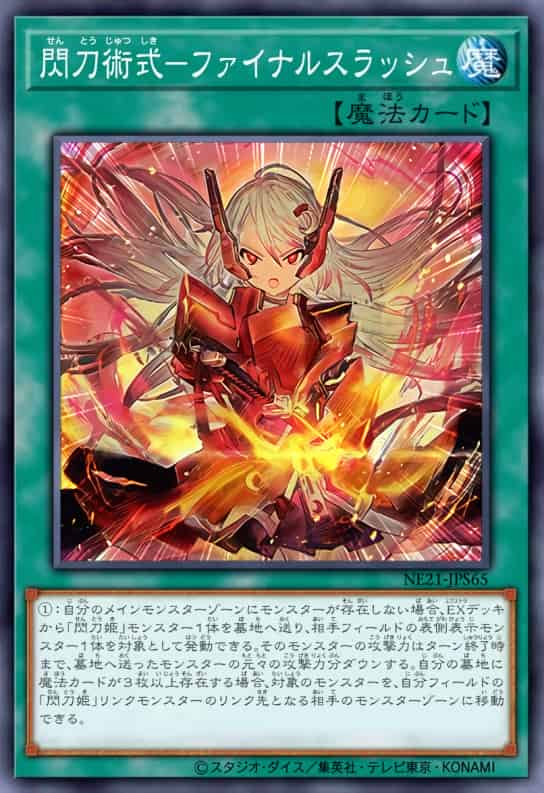 閃刀術式－ファイナルスラッシュ
【魔法カード】
NE21-JPS65
①：自分のメインモンスターゾーンにモンスターが存在しない場合、EXデッキ
から「閃刀姫」モンスター１体を墓地へ送り、相手フィールドの表側表示モン
スター１体を対象として発動できる。そのモンスターの攻撃力はターン終了時
まで、墓地へ送ったモンスターの元々の攻撃力分ダウンする。自分の墓地に
魔法カードが３枚以上存在する場合、対象のモンスターを、自分フィールドの
「閃刀姫」リンクモンスターのリンク先となる相手のモンスターゾーンに移動
できる。
©スタジオ・ダイス／集英社・テレビ東京・KONAMI